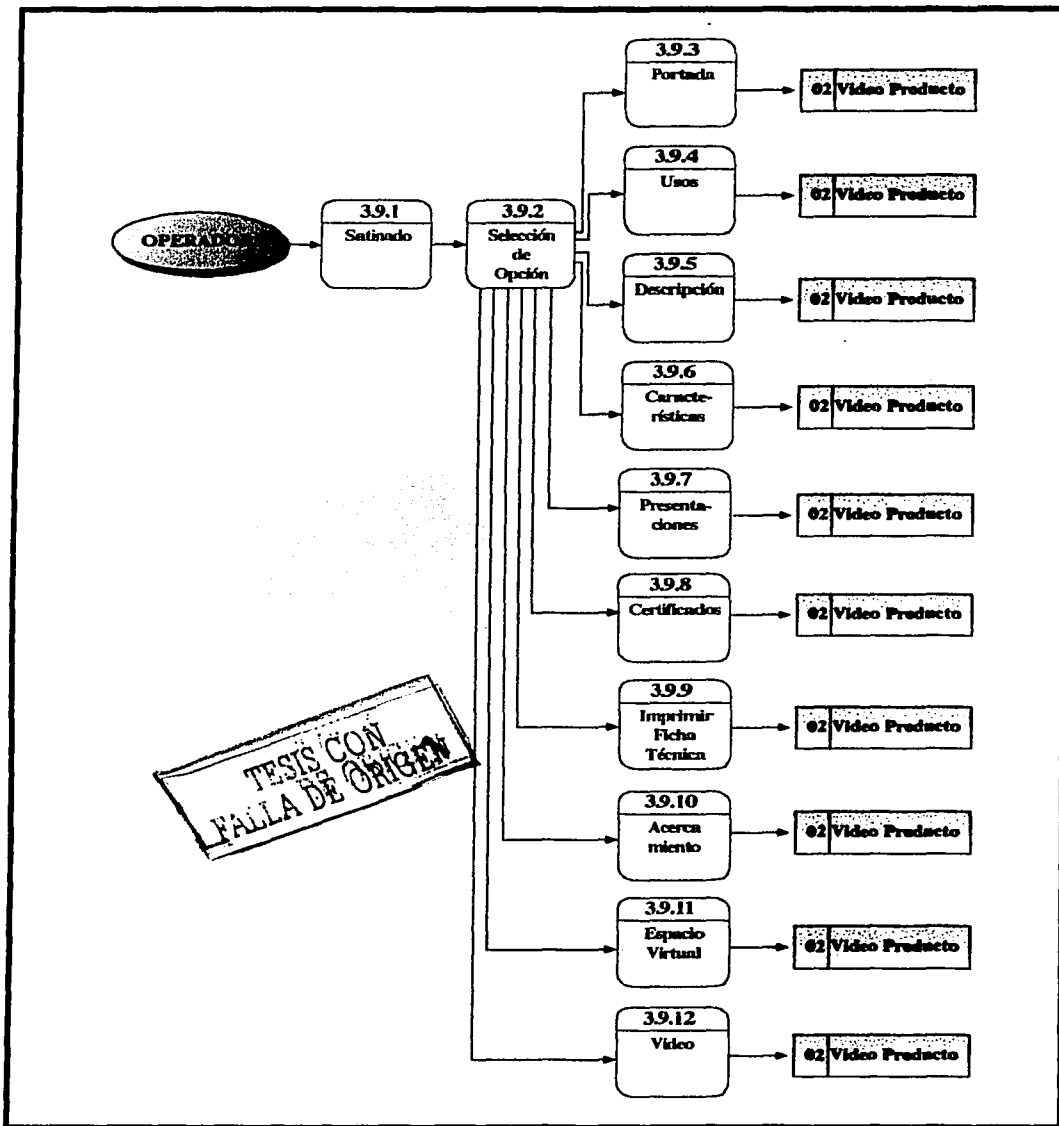 3.9.3
Portada
02 Video Producto
3.9.4
Usos
02 Video Producto
OPERADOR
3.9.1
Satinado
3.9.2
Selección
de
Opción
3.9.5
Descripción
02 Video Producto
3.9.6
Caracte-
rísticas
02 Video Producto
3.9.7
Presenta-
ciones
02 Video Producto
3.9.8
Certificados
02 Video Producto
3.9.9
Imprimir
Ficha
Técnica
02 Video Producto
TESIS CON
FALLA DE ORIGEN
3.9.10
Acerca
miento
02 Video Producto
3.9.11
Espacio
Virtual
02 Video Producto
3.9.12
Video
02 Video Producto